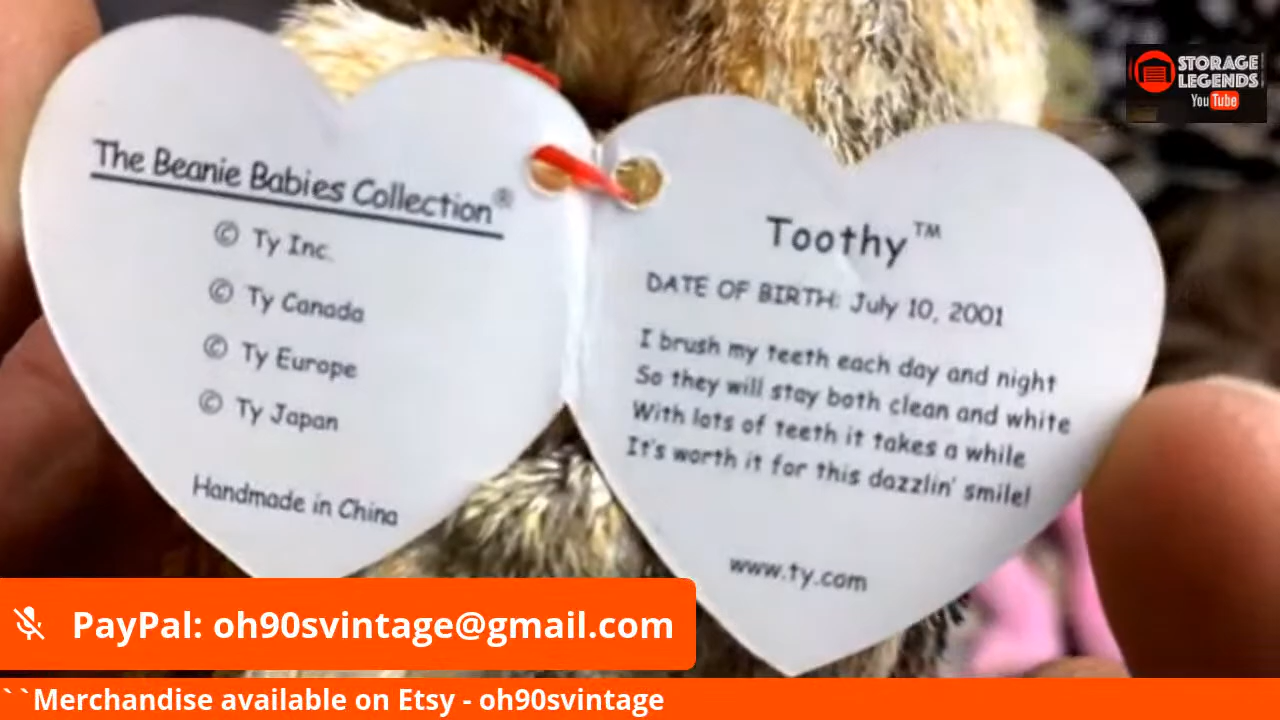 STORAGE
LEGENDS
YouTube
The Beanie Babies Collection®
© Ty Inc.
© Ty Canada
© Ty Europe
© Ty Japan
Handmade in China
Toothy™
DATE OF BIRTH: July 10, 2001
I brush my teeth each day and night
So they will stay both clean and white
With lots of teeth it takes a while
It's worth it for this dazzlin' smile!
www.ty.com
PayPal: oh90svintage@gmail.com
``Merchandise available on Etsy - oh90svintage